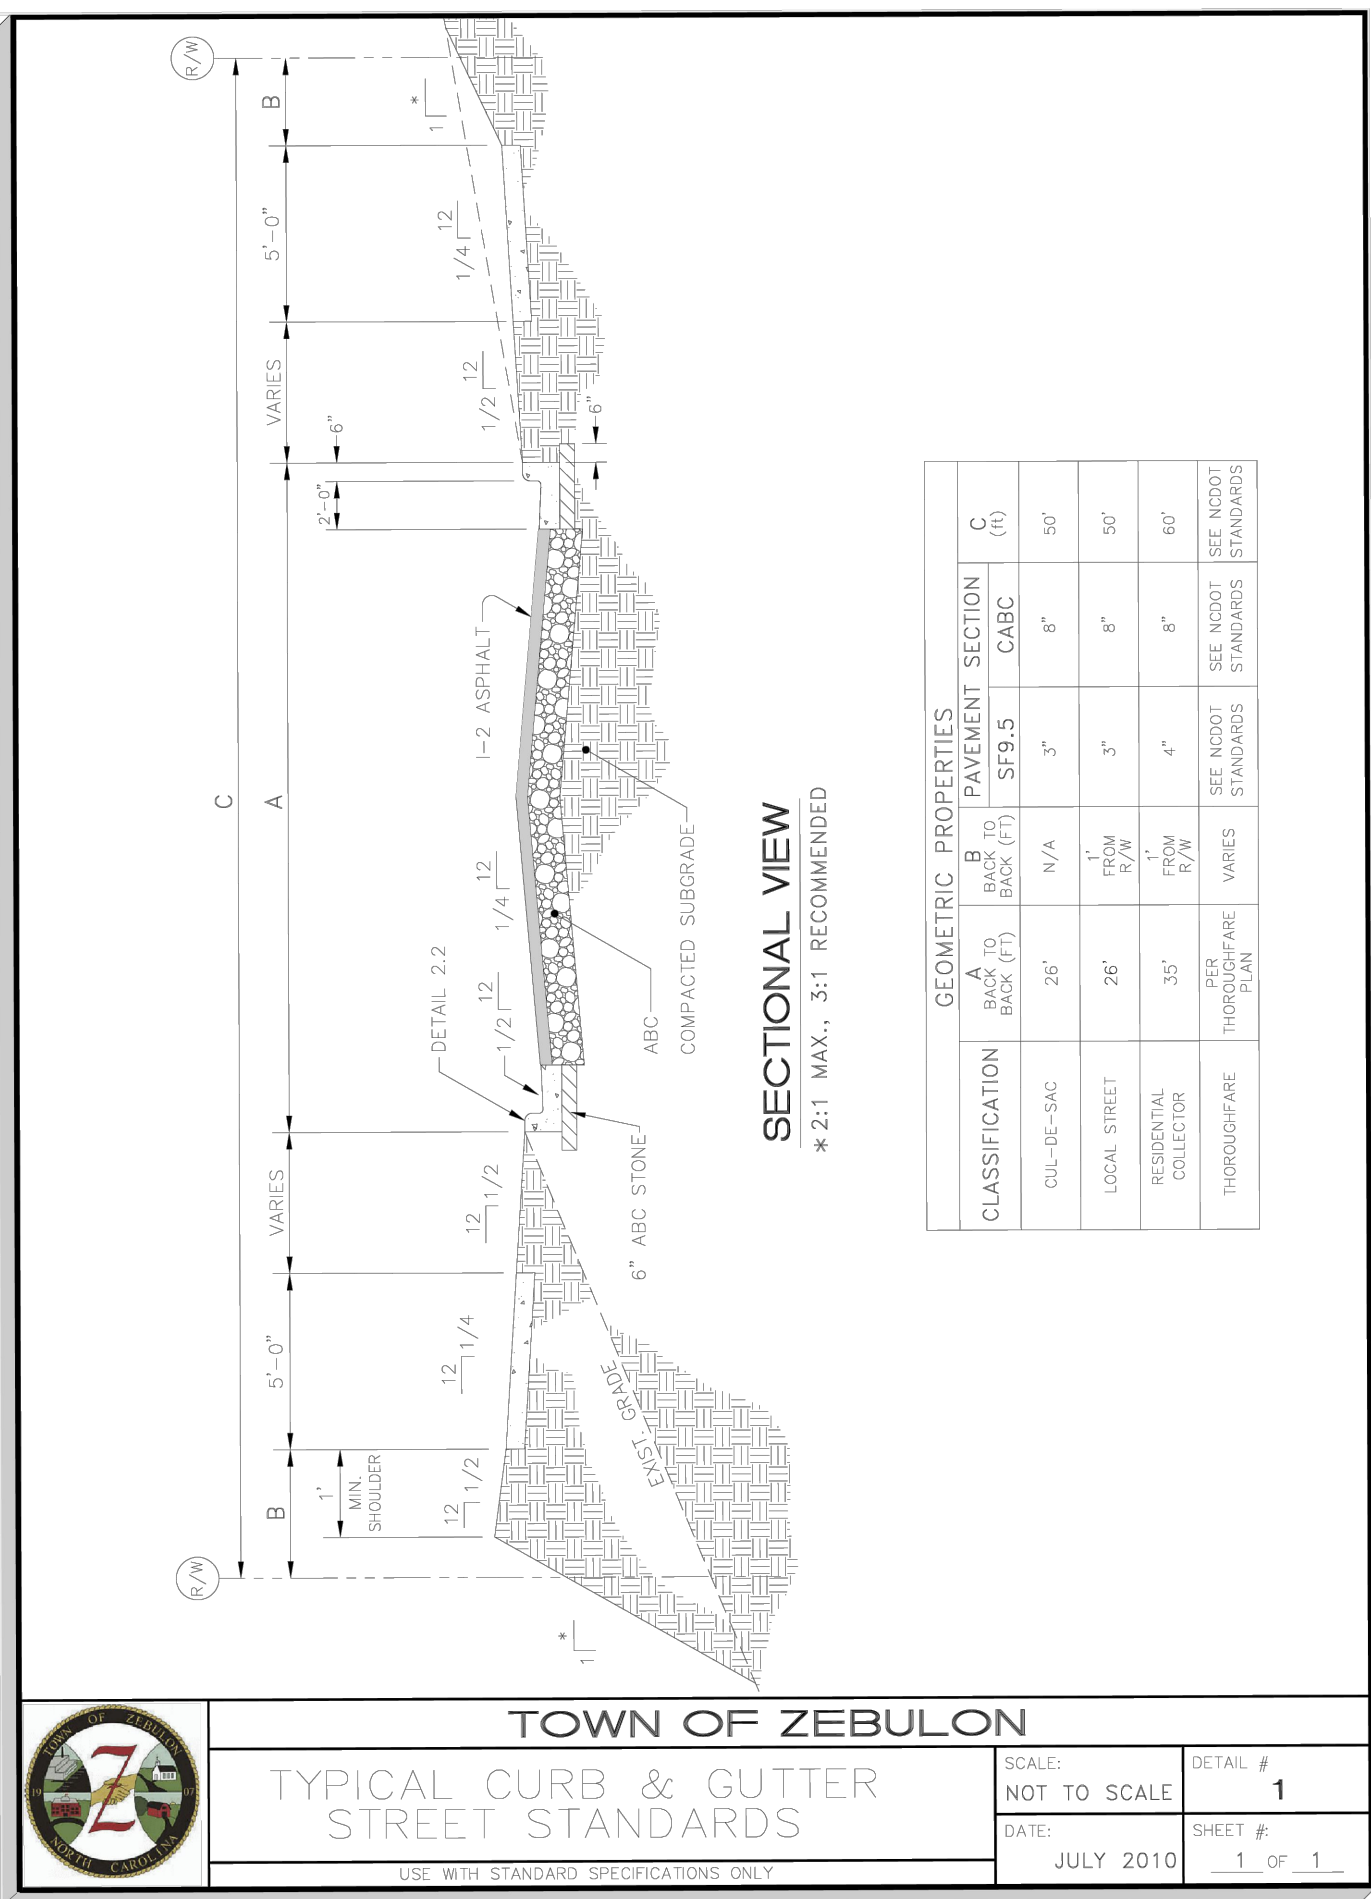 R/W
R/W
C
A
B
5'-0"
VARIES
VARIES
5'-0"
B
1'
MIN.
SHOULDER
2'-0"
6"
12
1/2
12
1/4
12
1/2
DETAIL 2.2
1/2
12
1/4
12
I-2 ASPHALT
1/2
12
1/4
12
1
*
1
*
6"
EXIST. GRADE
6" ABC STONE
ABC
COMPACTED SUBGRADE
SECTIONAL VIEW
*2:1 MAX., 3:1 RECOMMENDED
GEOMETRIC PROPERTIES
CLASSIFICATION
A
BACK TO
BACK (FT)
B
BACK TO
BACK (FT)
PAVEMENT SECTION
SF9.5
CABC
C
(ft)
CUL-DE-SAC
26'
N/A
3"
8"
50'
LOCAL STREET
26'
1'
FROM
R/W
3"
8"
50'
RESIDENTIAL
COLLECTOR
35'
1'
FROM
R/W
4"
8"
60'
THOROUGHFARE
PER
THOROUGHFARE
PLAN
VARIES
SEE NCDOT
STANDARDS
SEE NCDOT
STANDARDS
SEE NCDOT
STANDARDS
TOWN OF ZEBULON
19 07
Z
NORTH CAROLINA
TOWN OF ZEBULON
TYPICAL CURB & GUTTER
STREET STANDARDS
USE WITH STANDARD SPECIFICATIONS ONLY
SCALE:
NOT TO SCALE
DETAIL #
1
DATE:
JULY 2010
SHEET #:
1 OF 1